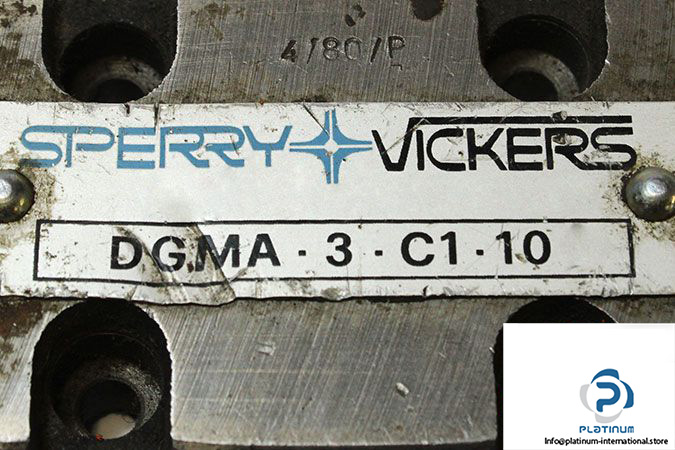 4/80/P
SPERRY VICKERS
DGMA · 3 · C1 · 10
PLATINUM
Info@platinum-international.store